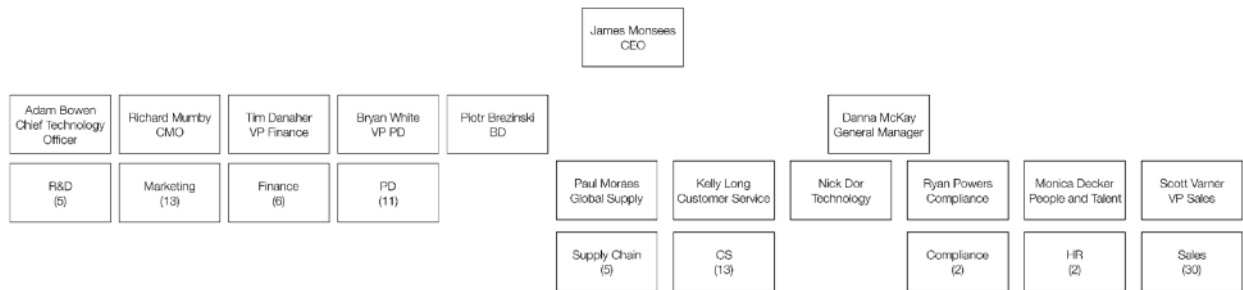 James Monsees
CEO
Adam Bowen
Chief Technology
Officer
Richard Mumby
CMO
Tim Danaher
VP Finance
Bryan White
VP PD
Piotr Brezinski
BD
Danna McKay
General Manager
R&D
(5)
Marketing
(13)
Finance
(6)
PD
(11)
Paul Moraes
Global Supply
Kelly Long
Customer Service
Nick Dor
Technology
Ryan Powers
Compliance
Monica Decker
People and Talent
Scott Varner
VP Sales
Supply Chain
(5)
CS
(13)
Compliance
(2)
HR
(2)
Sales
(30)